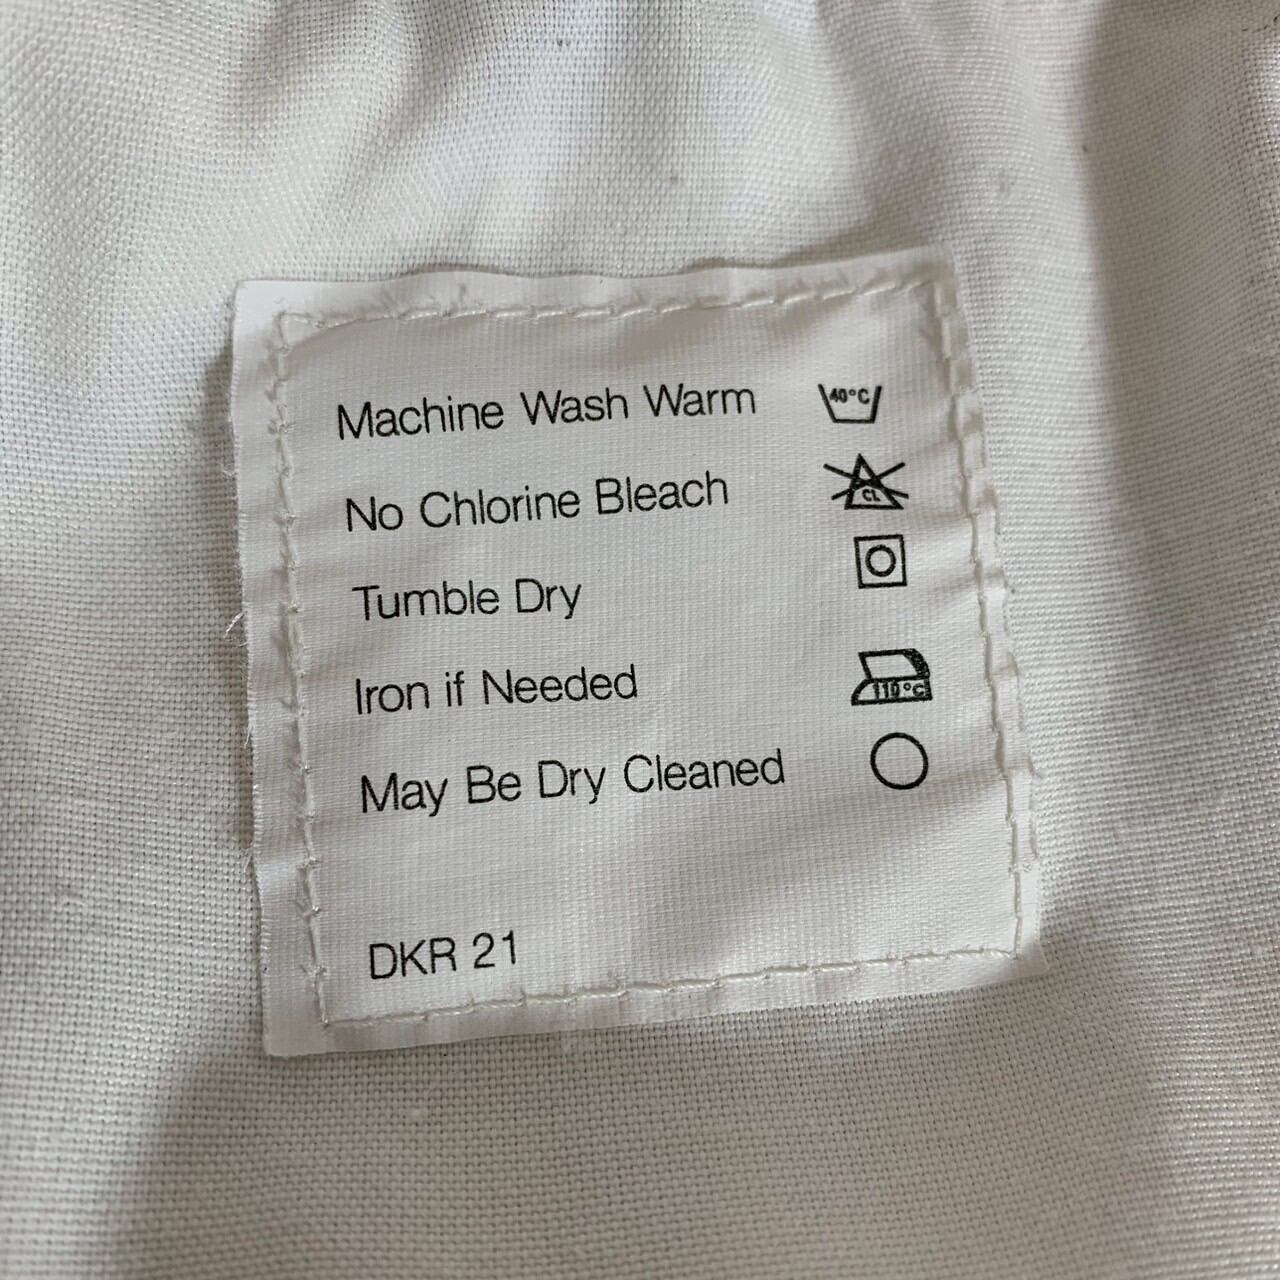 Machine Wash Warm 40°C
No Chlorine Bleach CL
Tumble Dry
Iron if Needed 110°C
May Be Dry Cleaned
DKR 21